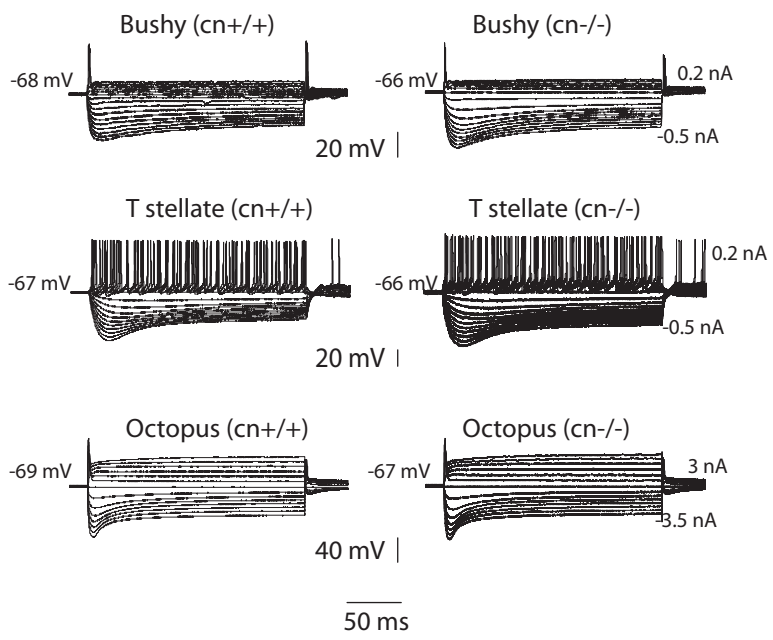 Bushy (cn+/+)
Bushy (cn-/-)
-68 mV
-66 mV
0.2 nA
-0.5 nA
20 mV
T stellate (cn+/+)
T stellate (cn-/-)
-67 mV
-66 mV
0.2 nA
-0.5 nA
20 mV
Octopus (cn+/+)
Octopus (cn-/-)
-69 mV
-67 mV
3 nA
-3.5 nA
40 mV
50 ms